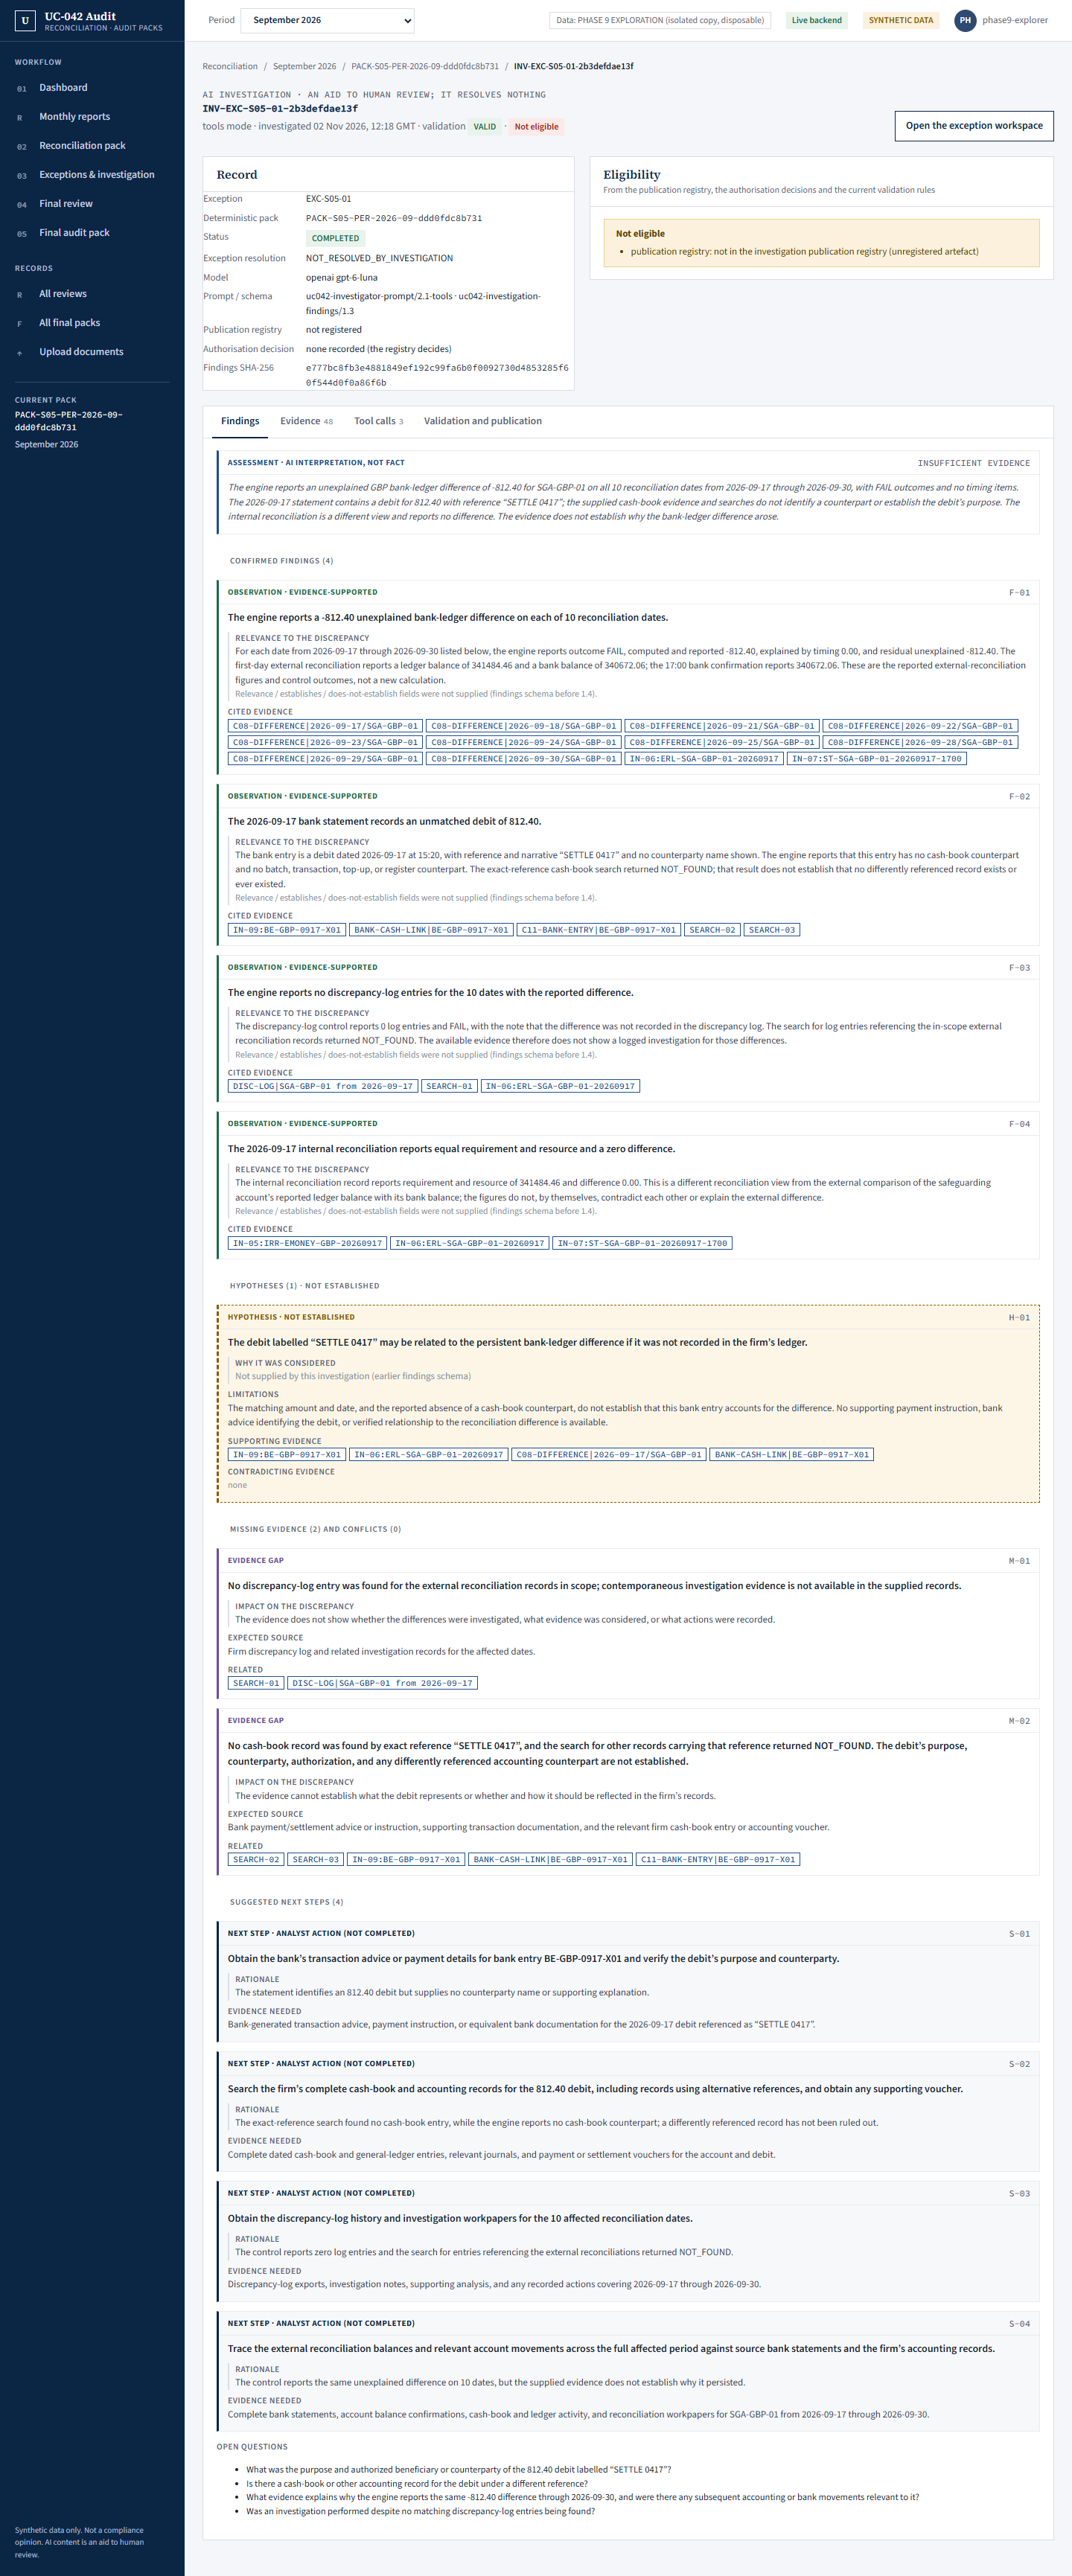 U
UC-042 Audit
RECONCILIATION · AUDIT PACKS
WORKFLOW
01 Dashboard
R Monthly reports
02 Reconciliation pack
03 Exceptions & investigation
04 Final review
05 Final audit pack
RECORDS
R All reviews
F All final packs
↑ Upload documents
CURRENT PACK
PACK-S05-PER-2026-09-
ddd0fdc8b731
September 2026
Synthetic data only. Not a compliance
opinion. AI content is an aid to human
review.
Period September 2026
Data: PHASE 9 EXPLORATION (isolated copy, disposable)
Live backend
SYNTHETIC DATA
PH phase9-explorer
Reconciliation / September 2026 / PACK-S05-PER-2026-09-ddd0fdc8b731 / INV-EXC-S05-01-2b3defdae13f
AI INVESTIGATION · AN AID TO HUMAN REVIEW; IT RESOLVES NOTHING
INV-EXC-S05-01-2b3defdae13f
tools mode · investigated 02 Nov 2026, 12:18 GMT · validation VALID · Not eligible
Open the exception workspace
Record
Exception EXC-S05-01
Deterministic pack PACK-S05-PER-2026-09-ddd0fdc8b731
Status COMPLETED
Exception resolution NOT_RESOLVED_BY_INVESTIGATION
Model openai gpt-6-luna
Prompt / schema uc042-investigator-prompt/2.1-tools · uc042-investigation-
findings/1.3
Publication registry not registered
Authorisation decision none recorded (the registry decides)
Findings SHA-256 e777bc8fb3e4881849ef192c99fa6b0f0092730d4853285f6
0f544d0f0a86f6b
Eligibility
From the publication registry, the authorisation decisions and the current validation rules
Not eligible
• publication registry: not in the investigation publication registry (unregistered artefact)
Findings Evidence 48 Tool calls 3 Validation and publication
ASSESSMENT · AI INTERPRETATION, NOT FACT INSUFFICIENT EVIDENCE
The engine reports an unexplained GBP bank-ledger difference of -812.40 for SGA-GBP-01 on all 10 reconciliation dates from 2026-09-17 through 2026-09-30, with FAIL outcomes and no timing items.
The 2026-09-17 statement contains a debit for 812.40 with reference “SETTLE 0417”; the supplied cash-book evidence and searches do not identify a counterpart or establish the debit’s purpose. The
internal reconciliation is a different view and reports no difference. The evidence does not establish why the bank-ledger difference arose.
CONFIRMED FINDINGS (4)
OBSERVATION · EVIDENCE-SUPPORTED F-01
The engine reports a -812.40 unexplained bank-ledger difference on each of 10 reconciliation dates.
RELEVANCE TO THE DISCREPANCY
For each date from 2026-09-17 through 2026-09-30 listed below, the engine reports outcome FAIL, computed and reported -812.40, explained by timing 0.00, and residual unexplained -812.40. The
first-day external reconciliation reports a ledger balance of 341484.46 and a bank balance of 340672.06; the 17:00 bank confirmation reports 340672.06. These are the reported external-reconciliation
figures and control outcomes, not a new calculation.
Relevance / establishes / does-not-establish fields were not supplied (findings schema before 1.4).
CITED EVIDENCE
C08-DIFFERENCE|2026-09-17/SGA-GBP-01 C08-DIFFERENCE|2026-09-18/SGA-GBP-01 C08-DIFFERENCE|2026-09-21/SGA-GBP-01 C08-DIFFERENCE|2026-09-22/SGA-GBP-01
C08-DIFFERENCE|2026-09-23/SGA-GBP-01 C08-DIFFERENCE|2026-09-24/SGA-GBP-01 C08-DIFFERENCE|2026-09-25/SGA-GBP-01 C08-DIFFERENCE|2026-09-28/SGA-GBP-01
C08-DIFFERENCE|2026-09-29/SGA-GBP-01 C08-DIFFERENCE|2026-09-30/SGA-GBP-01 IN-06:ERL-SGA-GBP-01-20260917 IN-07:ST-SGA-GBP-01-20260917-1700
OBSERVATION · EVIDENCE-SUPPORTED F-02
The 2026-09-17 bank statement records an unmatched debit of 812.40.
RELEVANCE TO THE DISCREPANCY
The bank entry is a debit dated 2026-09-17 at 15:20, with reference and narrative “SETTLE 0417” and no counterparty name shown. The engine reports that this entry has no cash-book counterpart
and no batch, transaction, top-up, or register counterpart. The exact-reference cash-book search returned NOT_FOUND; that result does not establish that no differently referenced record exists or
ever existed.
Relevance / establishes / does-not-establish fields were not supplied (findings schema before 1.4).
CITED EVIDENCE
IN-09:BE-GBP-0917-X01 BANK-CASH-LINK|BE-GBP-0917-X01 C11-BANK-ENTRY|BE-GBP-0917-X01 SEARCH-02 SEARCH-03
OBSERVATION · EVIDENCE-SUPPORTED F-03
The engine reports no discrepancy-log entries for the 10 dates with the reported difference.
RELEVANCE TO THE DISCREPANCY
The discrepancy-log control reports 0 log entries and FAIL, with the note that the difference was not recorded in the discrepancy log. The search for log entries referencing the in-scope external
reconciliation records returned NOT_FOUND. The available evidence therefore does not show a logged investigation for those differences.
Relevance / establishes / does-not-establish fields were not supplied (findings schema before 1.4).
CITED EVIDENCE
DISC-LOG|SGA-GBP-01 from 2026-09-17 SEARCH-01 IN-06:ERL-SGA-GBP-01-20260917
OBSERVATION · EVIDENCE-SUPPORTED F-04
The 2026-09-17 internal reconciliation reports equal requirement and resource and a zero difference.
RELEVANCE TO THE DISCREPANCY
The internal reconciliation record reports requirement and resource of 341484.46 and difference 0.00. This is a different reconciliation view from the external comparison of the safeguarding
account’s reported ledger balance with its bank balance; the figures do not, by themselves, contradict each other or explain the external difference.
Relevance / establishes / does-not-establish fields were not supplied (findings schema before 1.4).
CITED EVIDENCE
IN-05:IRR-EMONEY-GBP-20260917 IN-06:ERL-SGA-GBP-01-20260917 IN-07:ST-SGA-GBP-01-20260917-1700
HYPOTHESES (1) · NOT ESTABLISHED
HYPOTHESIS · NOT ESTABLISHED H-01
The debit labelled “SETTLE 0417” may be related to the persistent bank-ledger difference if it was not recorded in the firm’s ledger.
WHY IT WAS CONSIDERED
Not supplied by this investigation (earlier findings schema)
LIMITATIONS
The matching amount and date, and the reported absence of a cash-book counterpart, do not establish that this bank entry accounts for the difference. No supporting payment instruction, bank
advice identifying the debit, or verified relationship to the reconciliation difference is available.
SUPPORTING EVIDENCE
IN-09:BE-GBP-0917-X01 IN-06:ERL-SGA-GBP-01-20260917 C08-DIFFERENCE|2026-09-17/SGA-GBP-01 BANK-CASH-LINK|BE-GBP-0917-X01
CONTRADICTING EVIDENCE
none
MISSING EVIDENCE (2) AND CONFLICTS (0)
EVIDENCE GAP M-01
No discrepancy-log entry was found for the external reconciliation records in scope; contemporaneous investigation evidence is not available in the supplied records.
IMPACT ON THE DISCREPANCY
The evidence does not show whether the differences were investigated, what evidence was considered, or what actions were recorded.
EXPECTED SOURCE
Firm discrepancy log and related investigation records for the affected dates.
RELATED
SEARCH-01 DISC-LOG|SGA-GBP-01 from 2026-09-17
EVIDENCE GAP M-02
No cash-book record was found by exact reference “SETTLE 0417”, and the search for other records carrying that reference returned NOT_FOUND. The debit’s purpose,
counterparty, authorization, and any differently referenced accounting counterpart are not established.
IMPACT ON THE DISCREPANCY
The evidence cannot establish what the debit represents or whether and how it should be reflected in the firm’s records.
EXPECTED SOURCE
Bank payment/settlement advice or instruction, supporting transaction documentation, and the relevant firm cash-book entry or accounting voucher.
RELATED
SEARCH-02 SEARCH-03 IN-09:BE-GBP-0917-X01 BANK-CASH-LINK|BE-GBP-0917-X01 C11-BANK-ENTRY|BE-GBP-0917-X01
SUGGESTED NEXT STEPS (4)
NEXT STEP · ANALYST ACTION (NOT COMPLETED) S-01
Obtain the bank’s transaction advice or payment details for bank entry BE-GBP-0917-X01 and verify the debit’s purpose and counterparty.
RATIONALE
The statement identifies an 812.40 debit but supplies no counterparty name or supporting explanation.
EVIDENCE NEEDED
Bank-generated transaction advice, payment instruction, or equivalent bank documentation for the 2026-09-17 debit referenced as “SETTLE 0417”.
NEXT STEP · ANALYST ACTION (NOT COMPLETED) S-02
Search the firm’s complete cash-book and accounting records for the 812.40 debit, including records using alternative references, and obtain any supporting voucher.
RATIONALE
The exact-reference search found no cash-book entry, while the engine reports no cash-book counterpart; a differently referenced record has not been ruled out.
EVIDENCE NEEDED
Complete dated cash-book and general-ledger entries, relevant journals, and payment or settlement vouchers for the account and debit.
NEXT STEP · ANALYST ACTION (NOT COMPLETED) S-03
Obtain the discrepancy-log history and investigation workpapers for the 10 affected reconciliation dates.
RATIONALE
The control reports zero log entries and the search for entries referencing the external reconciliations returned NOT_FOUND.
EVIDENCE NEEDED
Discrepancy-log exports, investigation notes, supporting analysis, and any recorded actions covering 2026-09-17 through 2026-09-30.
NEXT STEP · ANALYST ACTION (NOT COMPLETED) S-04
Trace the external reconciliation balances and relevant account movements across the full affected period against source bank statements and the firm’s accounting records.
RATIONALE
The control reports the same unexplained difference on 10 dates, but the supplied evidence does not establish why it persisted.
EVIDENCE NEEDED
Complete bank statements, account balance confirmations, cash-book and ledger activity, and reconciliation workpapers for SGA-GBP-01 from 2026-09-17 through 2026-09-30.
OPEN QUESTIONS
• What was the purpose and authorized beneficiary or counterparty of the 812.40 debit labelled “SETTLE 0417”?
• Is there a cash-book or other accounting record for the debit under a different reference?
• What evidence explains why the engine reports the same -812.40 difference through 2026-09-30, and were there any subsequent accounting or bank movements relevant to it?
• Was an investigation performed despite no matching discrepancy-log entries being found?